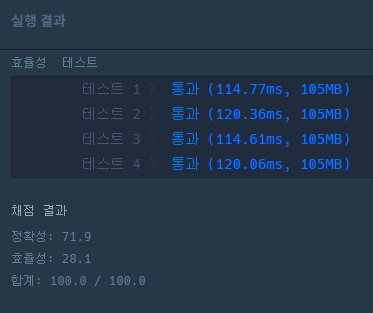 실행 결과
효율성 테스트
테스트 1 〉 통과 (114.77ms, 105MB)
테스트 2 〉 통과 (120.36ms, 105MB)
테스트 3 〉 통과 (114.61ms, 105MB)
테스트 4 〉 통과 (120.06ms, 105MB)
채점 결과
정확성: 71.9
효율성: 28.1
합계: 100.0 / 100.0